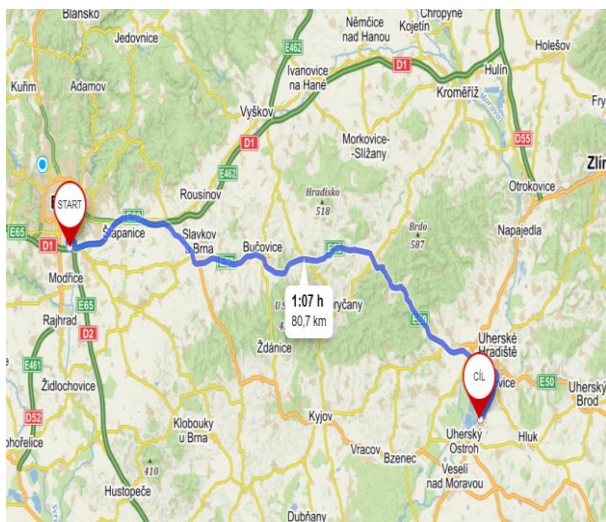 Blansko
Jedovnice
Kuřim
Adamov
E462
Ivanovice
na Hané
Němčice
nad Hanou
Chropyně
Kojetín
D1
Hulín
Holešov
Kroměříž
Morava
Vyškov
D1
E462
Morkovice-
-Slížany
D55
Zlín
Otrokovice
Rousínov
Hradisko
518
START
E65
D1
Šlapanice
Slavkov
u Brna
Bučovice
Brdo
587
Napajedla
Modřice
E65
D2
Rajhrad
1:07 h
80,7 km
Ždánice
Uherské
Hradiště
CÍL
E50
Uherský
Brod
E461
Židlochovice
D52
Klobouky
u Brna
Kyjov
Vracov
Bzenec
Uherský
Ostroh
Hluk
Veselí
nad Moravou
410
Hustopeče
Dubňany